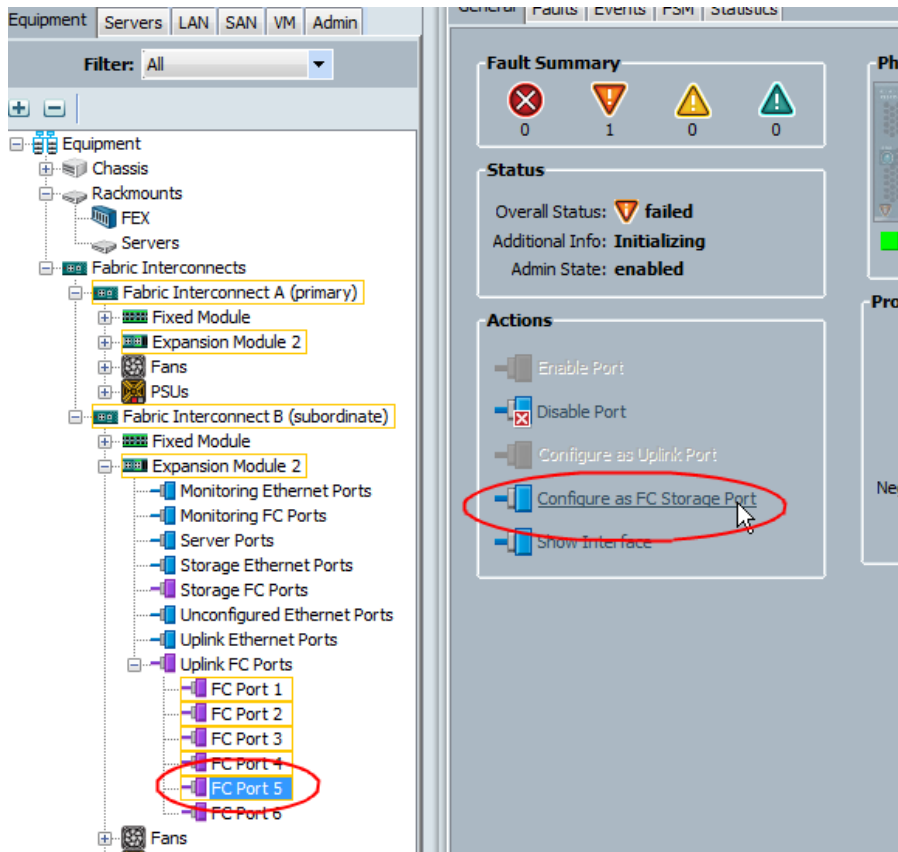 Equipment Servers LAN SAN VM Admin
Filter: All
Equipment
Chassis
Rackmounts
FEX
Servers
Fabric Interconnects
Fabric Interconnect A (primary)
Fixed Module
Expansion Module 2
Fans
PSUs
Fabric Interconnect B (subordinate)
Fixed Module
Expansion Module 2
Monitoring Ethernet Ports
Monitoring FC Ports
Server Ports
Storage Ethernet Ports
Storage FC Ports
Unconfigured Ethernet Ports
Uplink Ethernet Ports
Uplink FC Ports
FC Port 1
FC Port 2
FC Port 3
FC Port 4
FC Port 5
FC Port 6
Fans
General Faults Events FSM Statistics
Fault Summary
0 1 0 0
Status
Overall Status: failed
Additional Info: Initializing
Admin State: enabled
Actions
Enable Port
Disable Port
Configure as Uplink Port
Configure as FC Storage Port
Show Interface
Ph
Pro